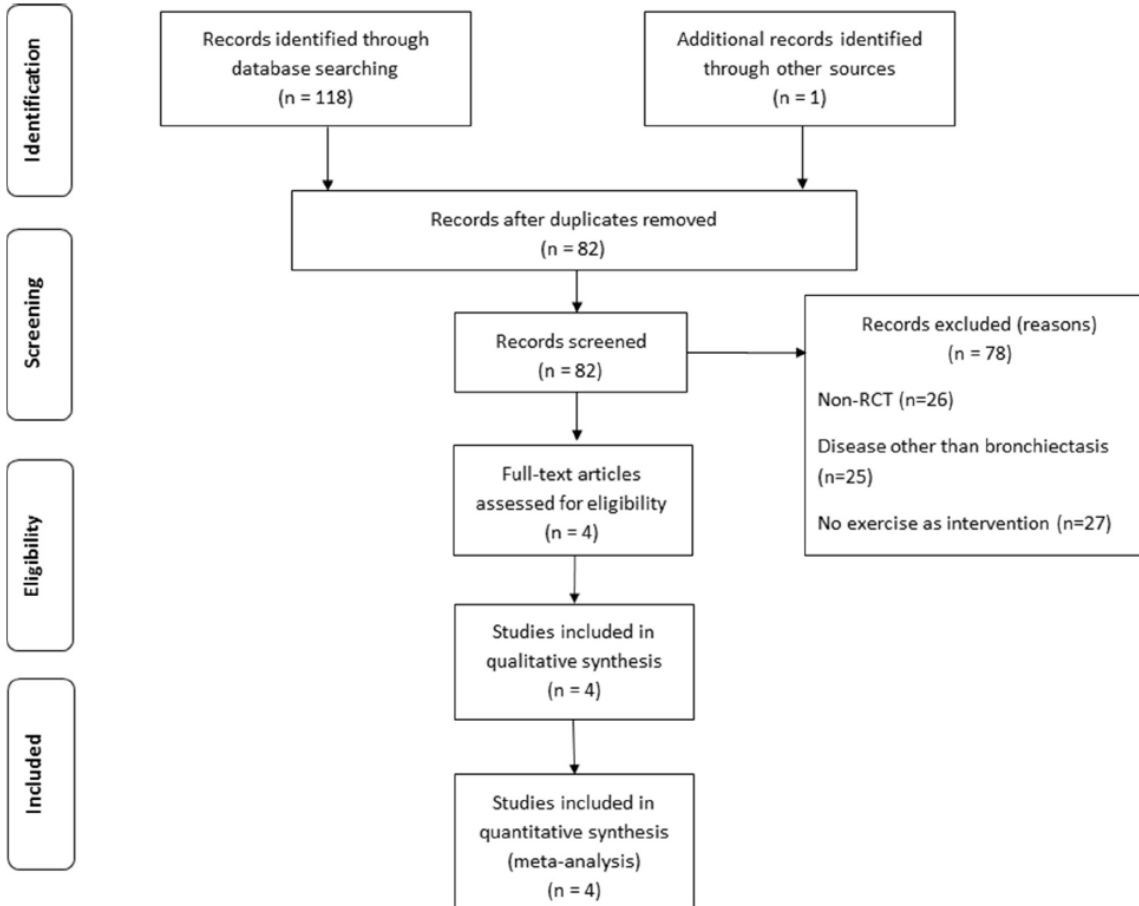 Identification
Records identified through
database searching
(n = 118)
Additional records identified
through other sources
(n = 1)
Records after duplicates removed
(n = 82)
Screening
Records screened
(n = 82)
Records excluded (reasons)
(n = 78)
Non-RCT (n=26)
Disease other than bronchiectasis
(n=25)
No exercise as intervention (n=27)
Eligibility
Full-text articles
assessed for eligibility
(n = 4)
Studies included in
qualitative synthesis
(n = 4)
Included
Studies included in
quantitative synthesis
(meta-analysis)
(n = 4)